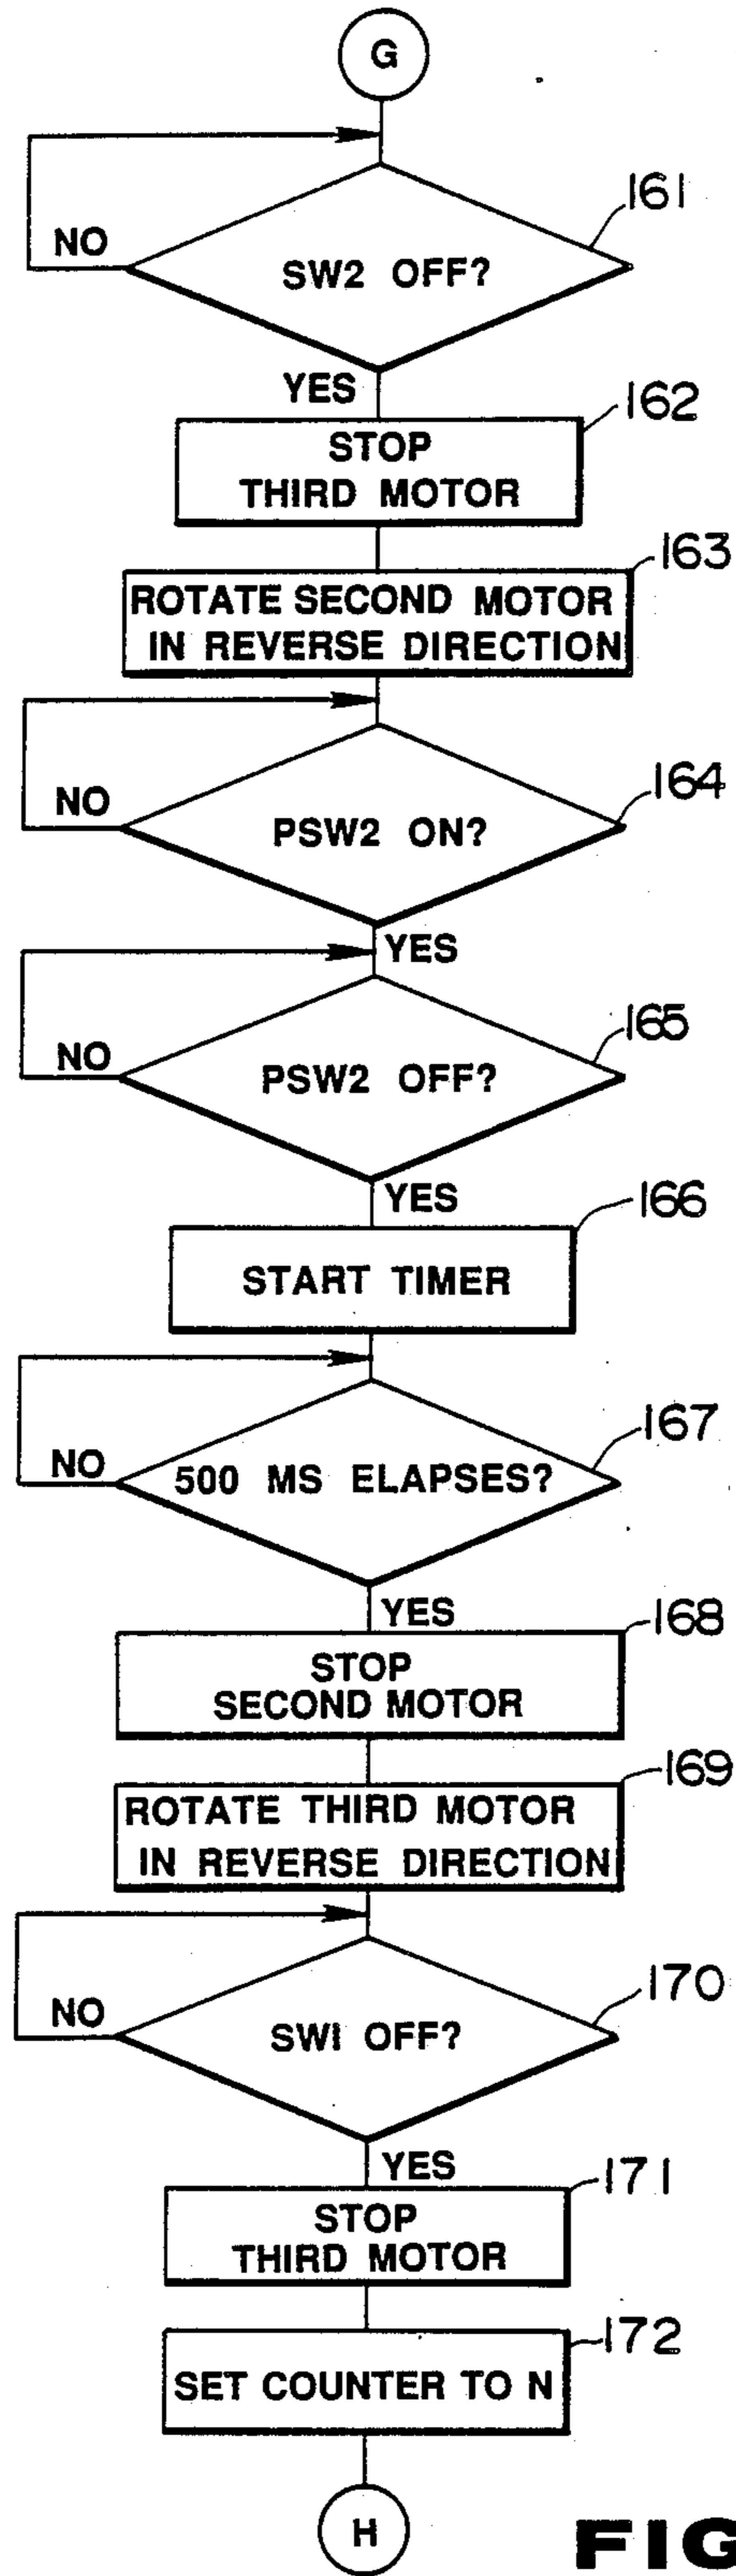 G
161
NO
SW2 OFF?
YES
162
STOP
THIRD MOTOR
163
ROTATE SECOND MOTOR
IN REVERSE DIRECTION
164
NO
PSW2 ON?
YES
165
NO
PSW2 OFF?
YES
166
START TIMER
167
NO
500 MS ELAPSES?
YES
168
STOP
SECOND MOTOR
169
ROTATE THIRD MOTOR
IN REVERSE DIRECTION
170
NO
SW1 OFF?
YES
171
STOP
THIRD MOTOR
172
SET COUNTER TO N
H
FIG